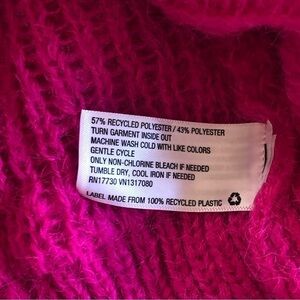 57% RECYCLED POLYESTER / 43% POLYESTER
TURN GARMENT INSIDE OUT
MACHINE WASH COLD WITH LIKE COLORS
GENTLE CYCLE
ONLY NON-CHLORINE BLEACH IF NEEDED
TUMBLE DRY, COOL IRON IF NEEDED
RN17730 VN1317080
LABEL MADE FROM 100% RECYCLED PLASTIC